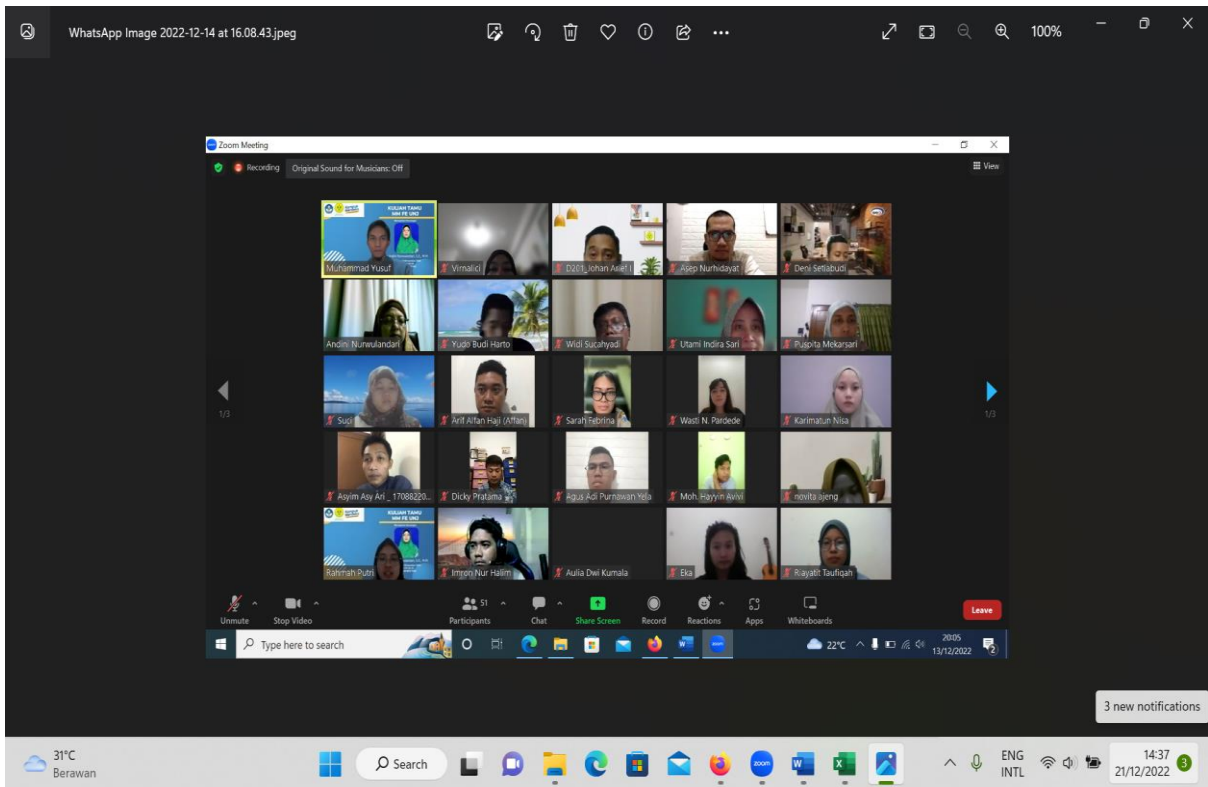 WhatsApp Image 2022-12-14 at 16.08.43.jpeg
100%
Zoom Meeting
Recording
Original Sound for Musicians: Off
View
KULIAH TAMU
MM FE UNJ
Muhammad Yusuf
Virnalici
D201_Johan Arief I
Asep Nurhidayat
Deni Setiabudi
Andini Nurwulandari
Yudo Budi Harto
Widi Sucahyadi
Utami Indira Sari
Puspita Mekarsari
1/3
1/3
Suci
Arif Alfan Haji (Affan)
Sarah Febrina
Wasti N. Pardede
Karimatun Nisa
Asyim Asy Ari _ 17088220...
Dicky Pratama
Agus Adi Purnawan Yela
Moh. Hayyin Avivi
novita ajeng
KULIAH TAMU
MM FE UNJ
Rahmah Putri
Imron Nur Halim
Aulia Dwi Kumala
Eka
Riayatit Taufiqah
51
Unmute
Stop Video
Participants
Chat
Share Screen
Record
Reactions
Apps
Whiteboards
Leave
Type here to search
22°C
20:05
13/12/2022
2
3 new notifications
31°C
Berawan
Search
ENG
INTL
14:37
21/12/2022
3